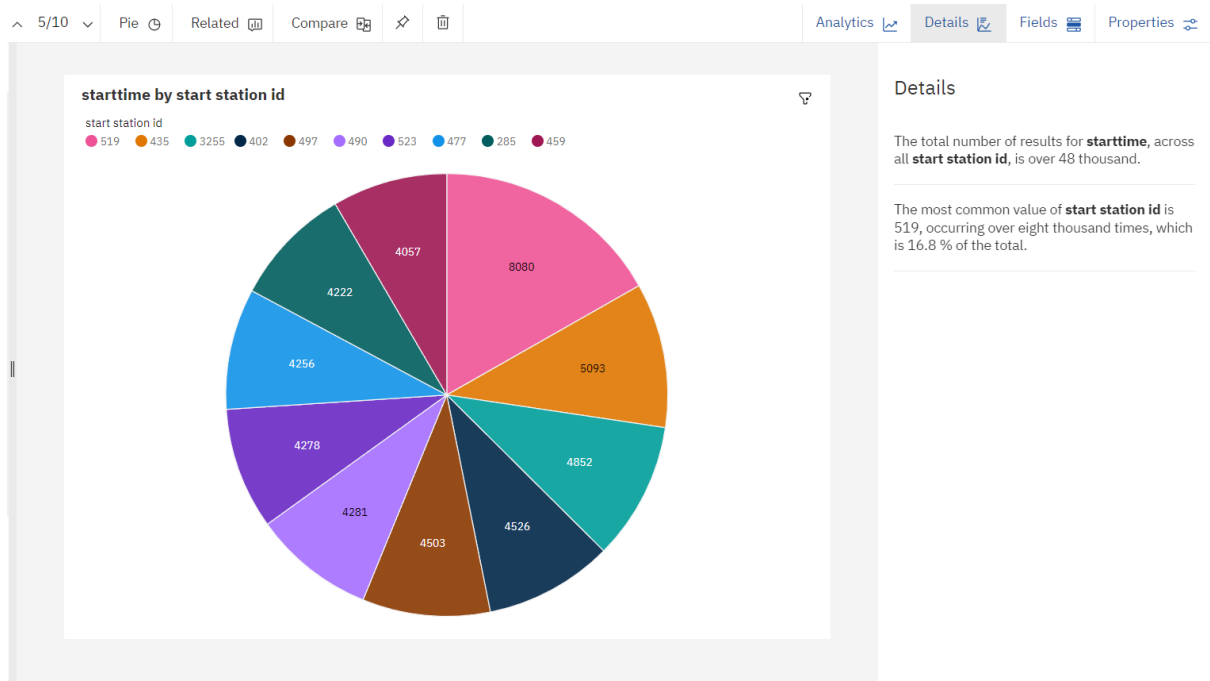 5/10 Pie Related Compare Analytics Details Fields Properties
starttime by start station id
start station id
519 435 3255 402 497 490 523 477 285 459
8080
5093
4852
4526
4503
4281
4278
4256
4222
4057
Details
The total number of results for starttime, across
all start station id, is over 48 thousand.
The most common value of start station id is
519, occurring over eight thousand times, which
is 16.8 % of the total.